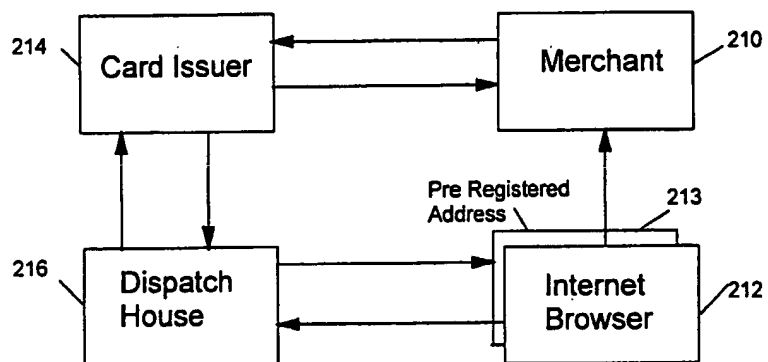 214
Card Issuer
Merchant
210
Pre Registered
Address
213
216
Dispatch
House
Internet
Browser
212